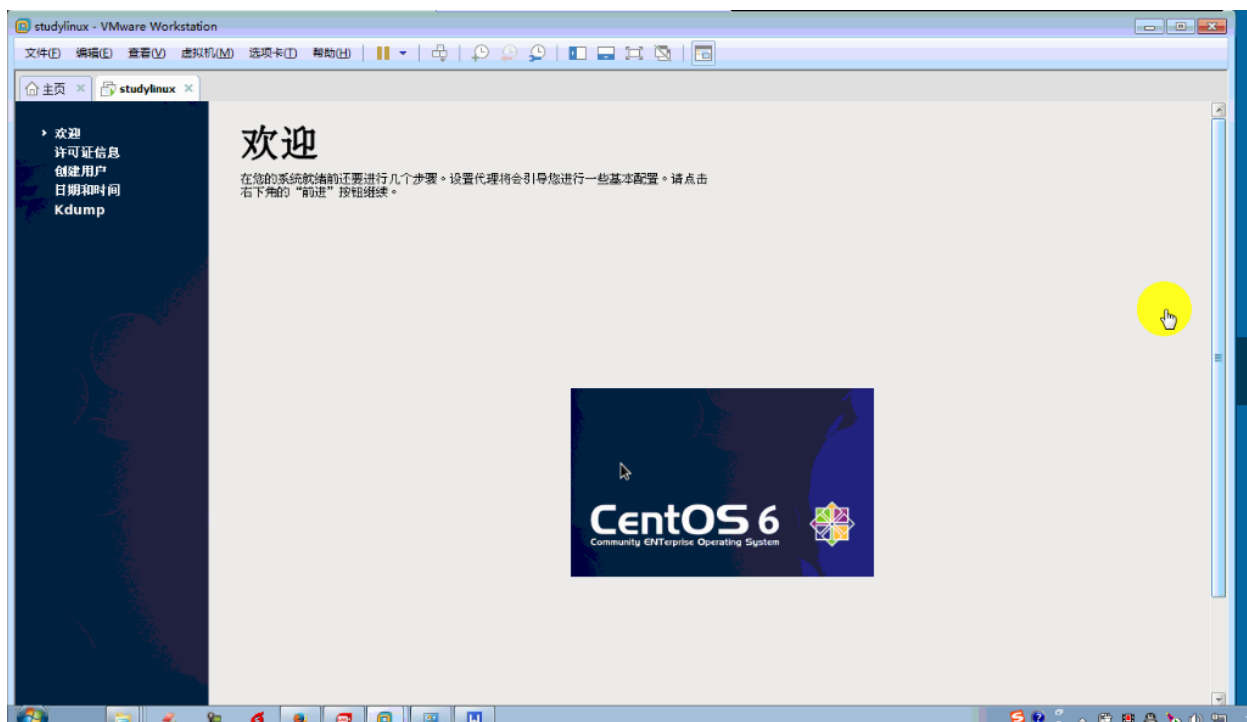 studylinux - VMware Workstation
文件(F) 编辑(E) 查看(V) 虚拟机(M) 选项卡(T) 帮助(H)
主页 studylinux
欢迎
许可证信息
创建用户
日期和时间
Kdump
欢迎
在您的系统就绪前还要进行几个步骤。设置代理将会引导您进行一些基本配置。请点击
右下角的“前进”按钮继续。
CentOS 6
Community ENTerprise Operating System